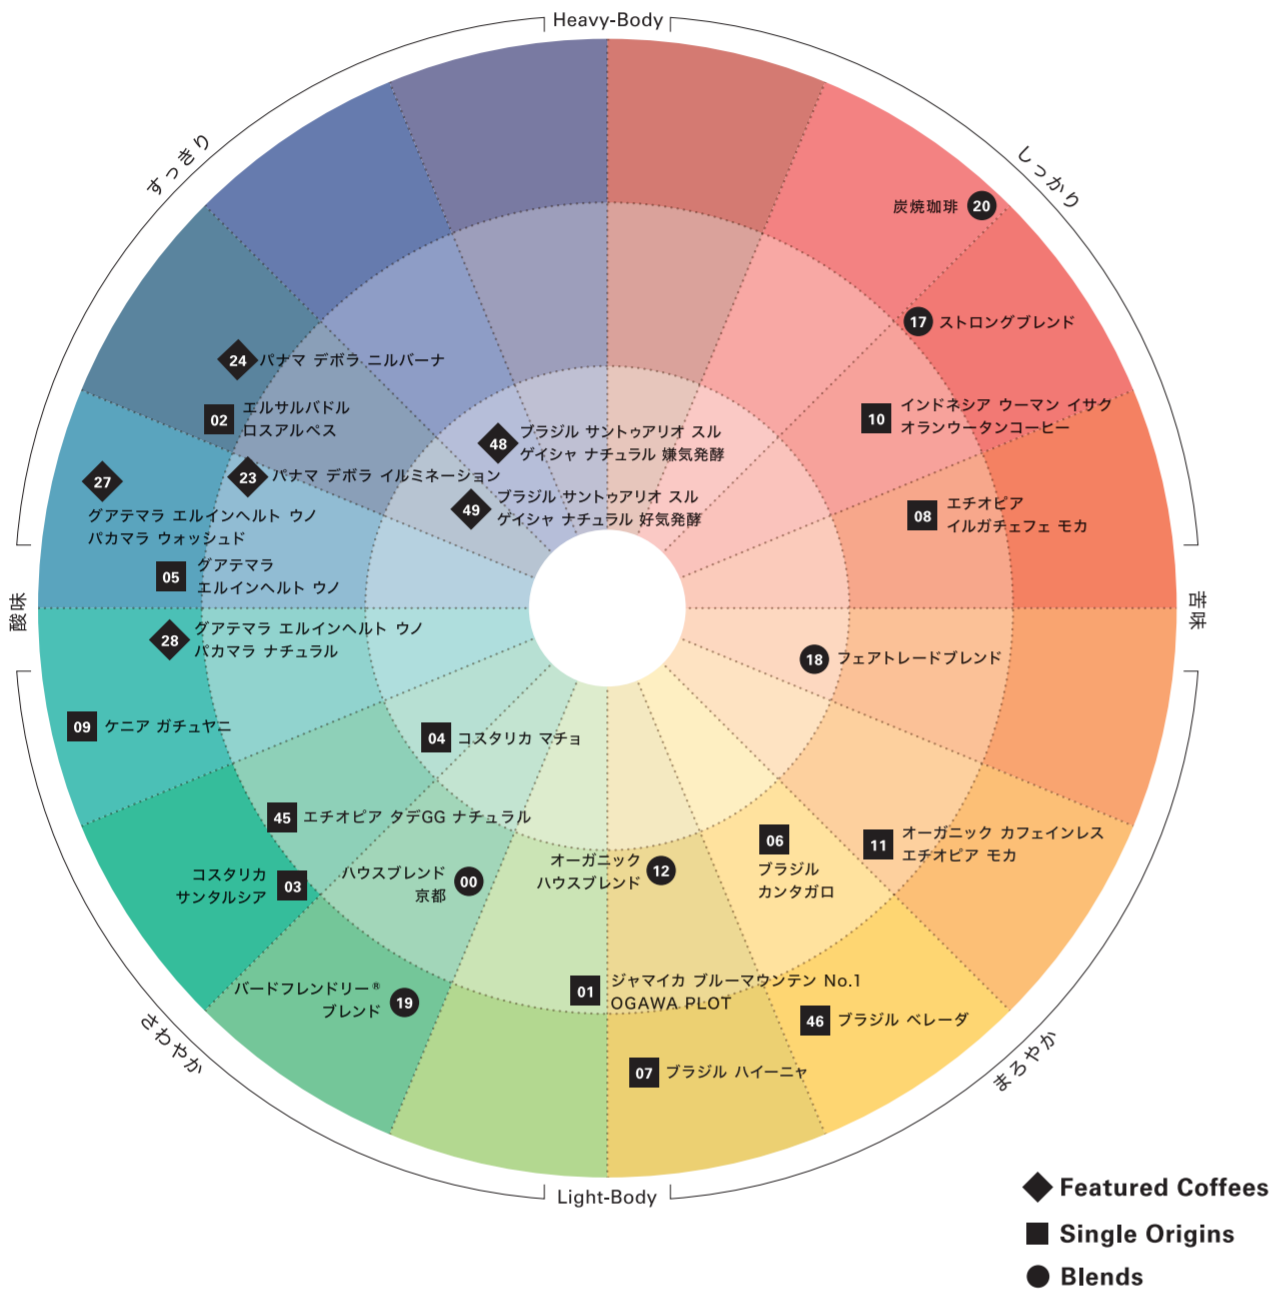 Heavy-Body
すっきり
しっかり
炭焼珈琲 20
17 ストロングブレンド
24 パナマ デボラ ニルバーナ
02 エルサルバドル
ロスアルペス
10 インドネシア ウーマン イサク
オランウータンコーヒー
48 ブラジル サントゥアリオ スル
ゲイシャ ナチュラル 嫌気発酵
23 パナマ デボラ イルミネーション
27
グアテマラ エルインヘルト ウノ
パカマラ ウォッシュド
49 ブラジル サントゥアリオ スル
ゲイシャ ナチュラル 好気発酵
08 エチオピア
イルガチェフェ モカ
05 グアテマラ
エルインヘルト ウノ
酸味
苦味
28 グアテマラ エルインヘルト ウノ
パカマラ ナチュラル
18 フェアトレードブレンド
09 ケニア ガチュヤニ
04 コスタリカ マチョ
45 エチオピア タデGG ナチュラル
06
ブラジル
カンタガロ
11 オーガニック カフェインレス
エチオピア モカ
コスタリカ
サンタルシア 03
ハウスブレンド
京都 00
オーガニック
ハウスブレンド 12
バードフレンドリー®
ブレンド 19
01 ジャマイカ ブルーマウンテン No.1
OGAWA PLOT
46 ブラジル ベレーダ
07 ブラジル ハイーニャ
さわやか
まろやか
Light-Body
Featured Coffees
Single Origins
Blends